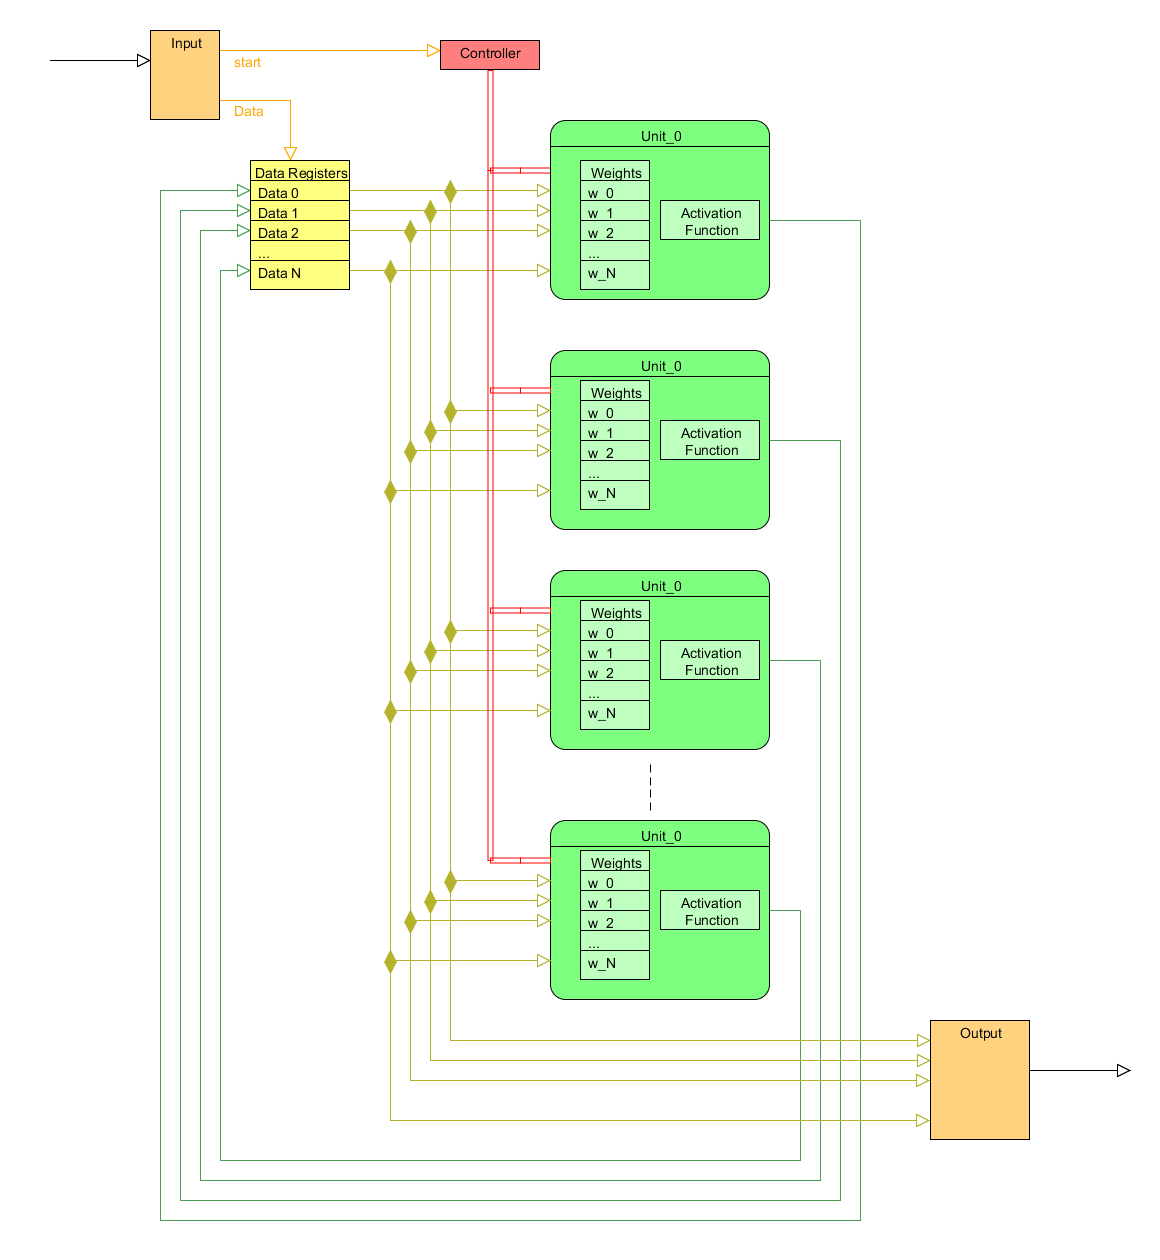 Input
Controller
start
Data
Unit_0
Data Registers
Data 0
Data 1
Data 2
...
Data N
Weights
w_0
w_1
w_2
...
w_N
Activation
Function
Unit_0
Weights
w_0
w_1
w_2
...
w_N
Activation
Function
Unit_0
Weights
w_0
w_1
w_2
...
w_N
Activation
Function
Unit_0
Weights
w_0
w_1
w_2
...
w_N
Activation
Function
Output